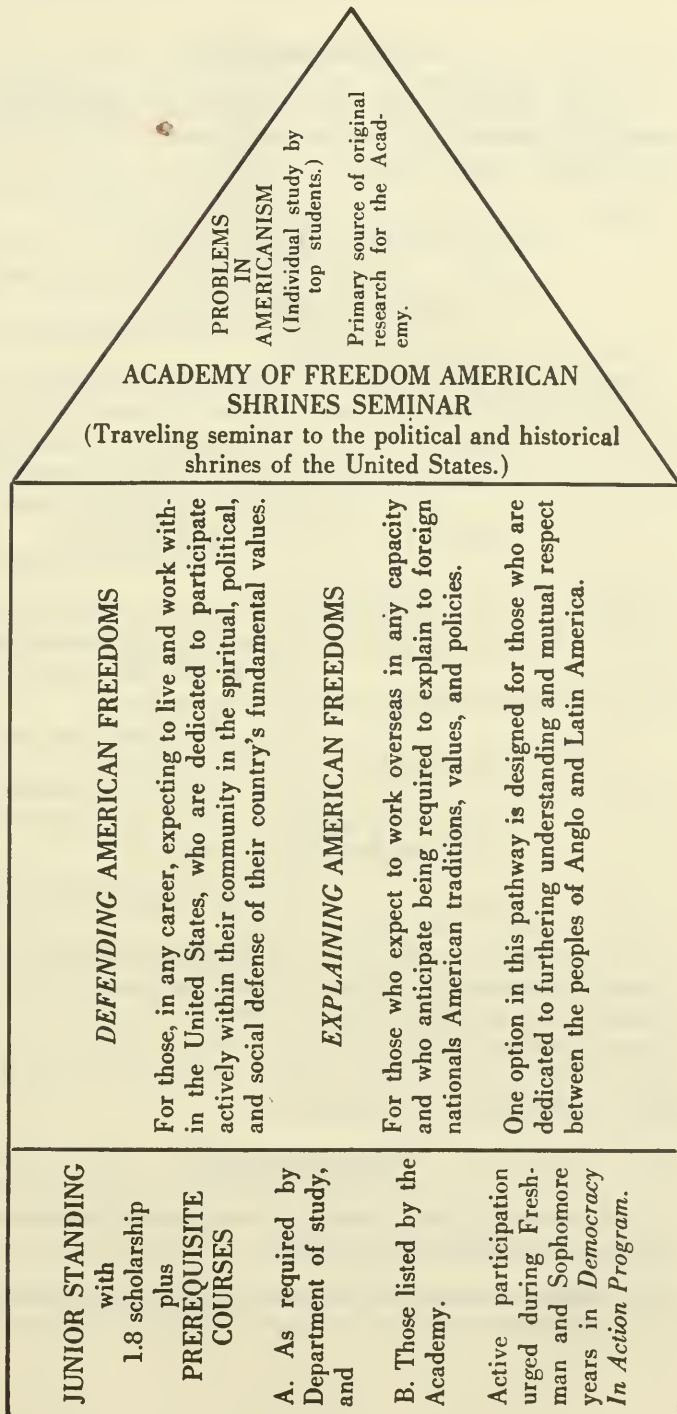 JUNIOR STANDING
with
1.8 scholarship
plus
PREREQUISITE
COURSES
A. As required by
Department of study,
and
B. Those listed by the
Academy.
Active participation
urged during Fresh-
man and Sophomore
years in Democracy
In Action Program.
DEFENDING AMERICAN FREEDOMS
For those, in any career, expecting to live and work with-
in the United States, who are dedicated to participate
actively within their community in the spiritual, political,
and social defense of their country's fundamental values.
EXPLAINING AMERICAN FREEDOMS
For those who expect to work overseas in any capacity
and who anticipate being required to explain to foreign
nationals American traditions, values, and policies.
One option in this pathway is designed for those who are
dedicated to furthering understanding and mutual respect
between the peoples of Anglo and Latin America.
ACADEMY OF FREEDOM AMERICAN
SHRINES SEMINAR
(Traveling seminar to the political and historical
shrines of the United States.)
PROBLEMS
IN
AMERICANISM
(Individual study by
top students.)
Primary source of original
research for the Acad-
emy.